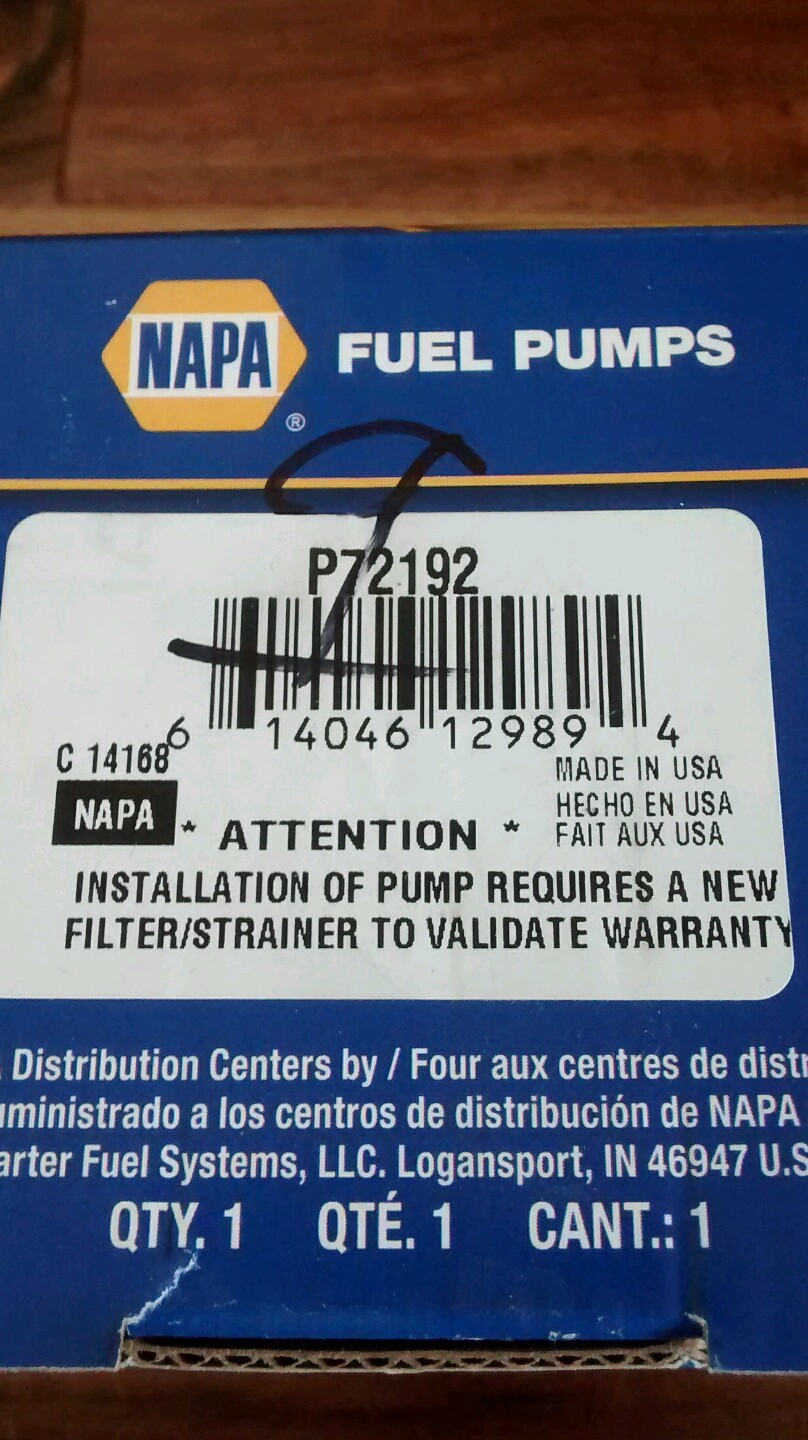 NAPA FUEL PUMPS
®
P72192
6 14046 12989 4
C 14168
MADE IN USA
NAPA
HECHO EN USA
* ATTENTION *
FAIT AUX USA
INSTALLATION OF PUMP REQUIRES A NEW
FILTER/STRAINER TO VALIDATE WARRANTY
Distribution Centers by / Four aux centres de distr
ministrado a los centros de distribución de NAPA
arter Fuel Systems, LLC. Logansport, IN 46947 U.S
QTY. 1 QTÉ. 1 CANT.: 1